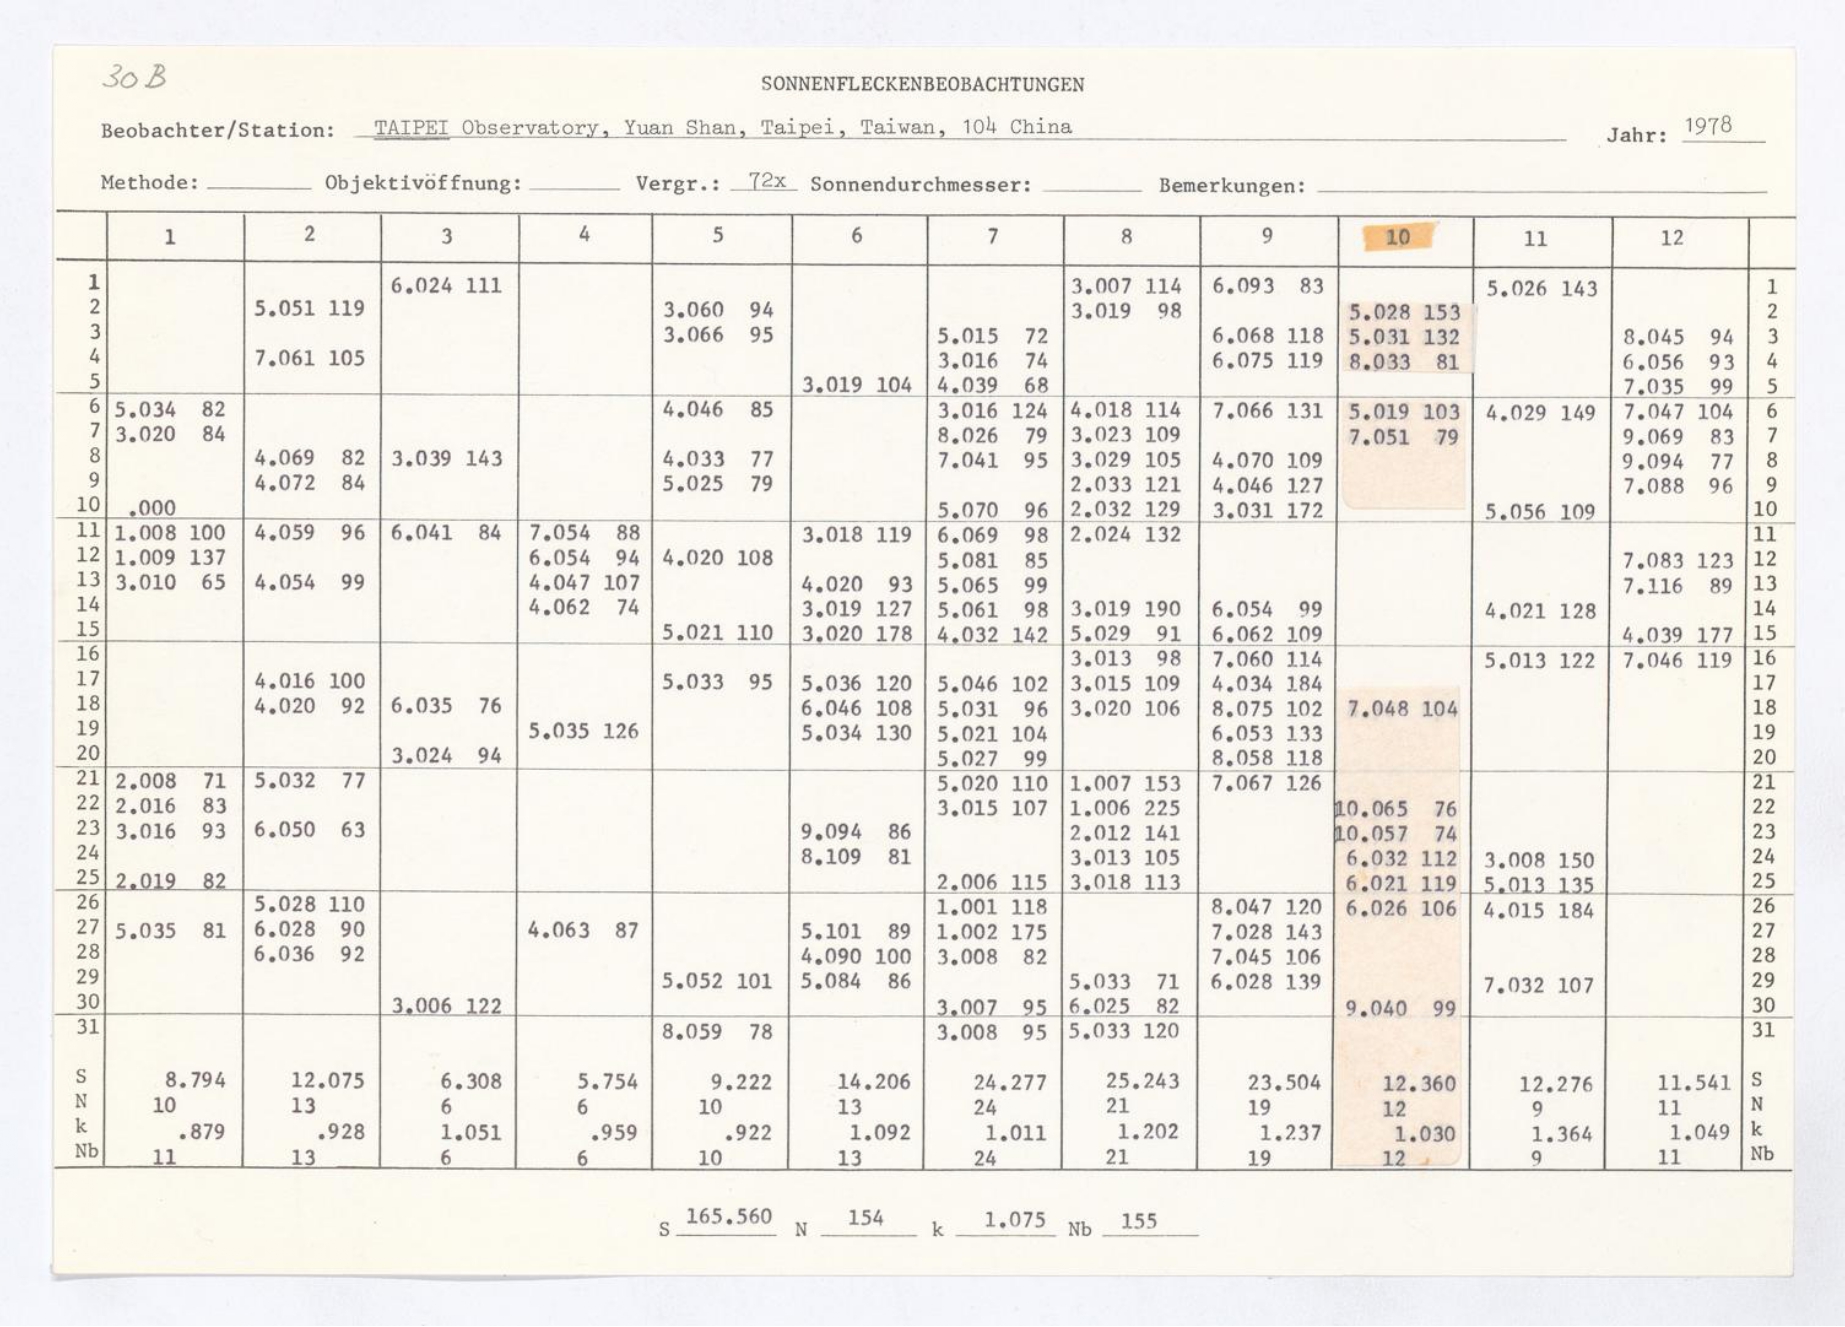 30 B
SONNENFLECKENBEOBACHTUNGEN
Beobachter/Station: TAIPEI Observatory, Yuan Shan, Taipei, Taiwan, 104 China Jahr: 1978
Methode: Objektivöffnung: Vergr.: 72x Sonnendurchmesser: Bemerkungen:
1 2 3 4 5 6 7 8 9 10 11 12
1 6.024 111 3.007 114 6.093 83 5.026 143 1
2 5.051 119 3.060 94 3.019 98 5.028 153 2
3 3.066 95 5.015 72 6.068 118 5.031 132 8.045 94 3
4 7.061 105 3.016 74 6.075 119 8.033 81 6.056 93 4
5 3.019 104 4.039 68 7.035 99 5
6 5.034 82 4.046 85 3.016 124 4.018 114 7.066 131 5.019 103 4.029 149 7.047 104 6
7 3.020 84 8.026 79 3.023 109 7.051 79 9.069 83 7
8 4.069 82 3.039 143 4.033 77 7.041 95 3.029 105 4.070 109 9.094 77 8
9 4.072 84 5.025 79 2.033 121 4.046 127 7.088 96 9
10 .000 5.070 96 2.032 129 3.031 172 5.056 109 10
11 1.008 100 4.059 96 6.041 84 7.054 88 3.018 119 6.069 98 2.024 132 11
12 1.009 137 6.054 94 4.020 108 5.081 85 7.083 123 12
13 3.010 65 4.054 99 4.047 107 4.020 93 5.065 99 7.116 89 13
14 4.062 74 3.019 127 5.061 98 3.019 190 6.054 99 4.021 128 14
15 5.021 110 3.020 178 4.032 142 5.029 91 6.062 109 4.039 177 15
16 3.013 98 7.060 114 5.013 122 7.046 119 16
17 4.016 100 5.033 95 5.036 120 5.046 102 3.015 109 4.034 184 17
18 4.020 92 6.035 76 6.046 108 5.031 96 3.020 106 8.075 102 7.048 104 18
19 5.035 126 5.034 130 5.021 104 6.053 133 19
20 3.024 94 5.027 99 8.058 118 20
21 2.008 71 5.032 77 5.020 110 1.007 153 7.067 126 21
22 2.016 83 3.015 107 1.006 225 10.065 76 22
23 3.016 93 6.050 63 9.094 86 2.012 141 10.057 74 23
24 8.109 81 3.013 105 6.032 112 3.008 150 24
25 2.019 82 2.006 115 3.018 113 6.021 119 5.013 135 25
26 5.028 110 1.001 118 8.047 120 6.026 106 4.015 184 26
27 5.035 81 6.028 90 4.063 87 5.101 89 1.002 175 7.028 143 27
28 6.036 92 4.090 100 3.008 82 7.045 106 28
29 5.052 101 5.084 86 5.033 71 6.028 139 7.032 107 29
30 3.006 122 3.007 95 6.025 82 9.040 99 30
31 8.059 78 3.008 95 5.033 120 31
S 8.794 12.075 6.308 5.754 9.222 14.206 24.277 25.243 23.504 12.360 12.276 11.541 S
N 10 13 6 6 10 13 24 21 19 12 9 11 N
k .879 .928 1.051 .959 .922 1.092 1.011 1.202 1.237 1.030 1.364 1.049 k
Nb 11 13 6 6 10 13 24 21 19 12 9 11 Nb
S 165.560 N 154 k 1.075 Nb 155